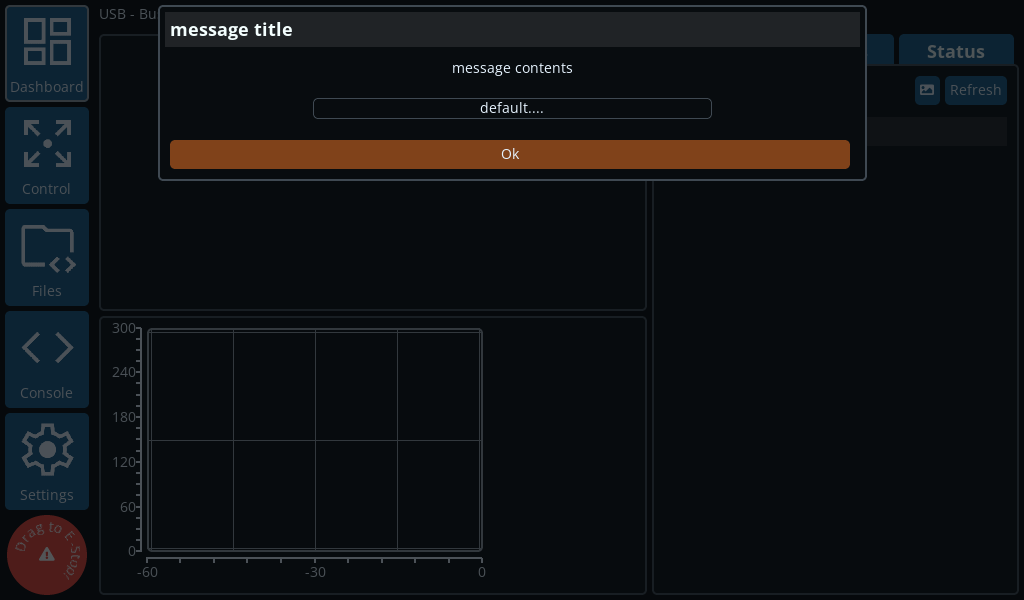 Dashboard
Control
Files
Console
Settings
Drag to E-Stop!
USB - Bu
message title
message contents
default....
Ok
Status
Refresh
300
240
180
120
60
0
-60 -30 0